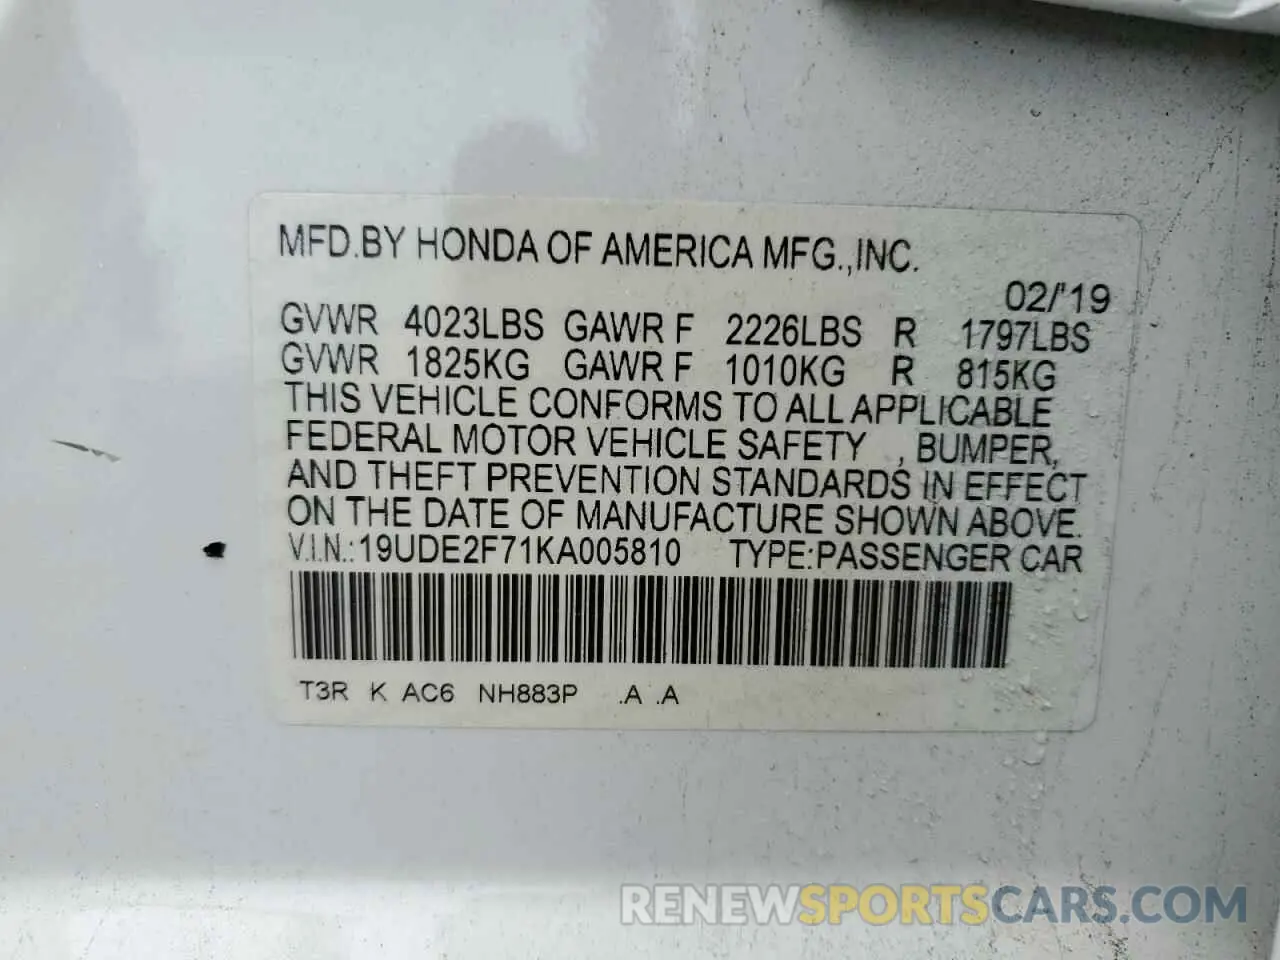 MFD.BY HONDA OF AMERICA MFG.,INC.
02/'19
GVWR 4023LBS GAWR F 2226LBS R 1797LBS
GVWR 1825KG GAWR F 1010KG R 815KG
THIS VEHICLE CONFORMS TO ALL APPLICABLE
FEDERAL MOTOR VEHICLE SAFETY , BUMPER,
AND THEFT PREVENTION STANDARDS IN EFFECT
ON THE DATE OF MANUFACTURE SHOWN ABOVE.
V.I.N.:19UDE2F71KA005810 TYPE:PASSENGER CAR
T3R K AC6 NH883P .A .A
RENEWSPORTSCARS.COM